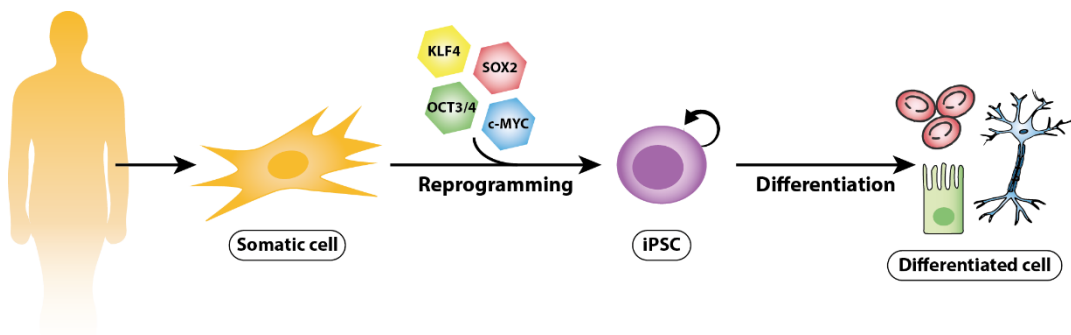 KLF4
SOX2
OCT3/4
c-MYC
Reprogramming
Differentiation
Somatic cell
iPSC
Differentiated cell